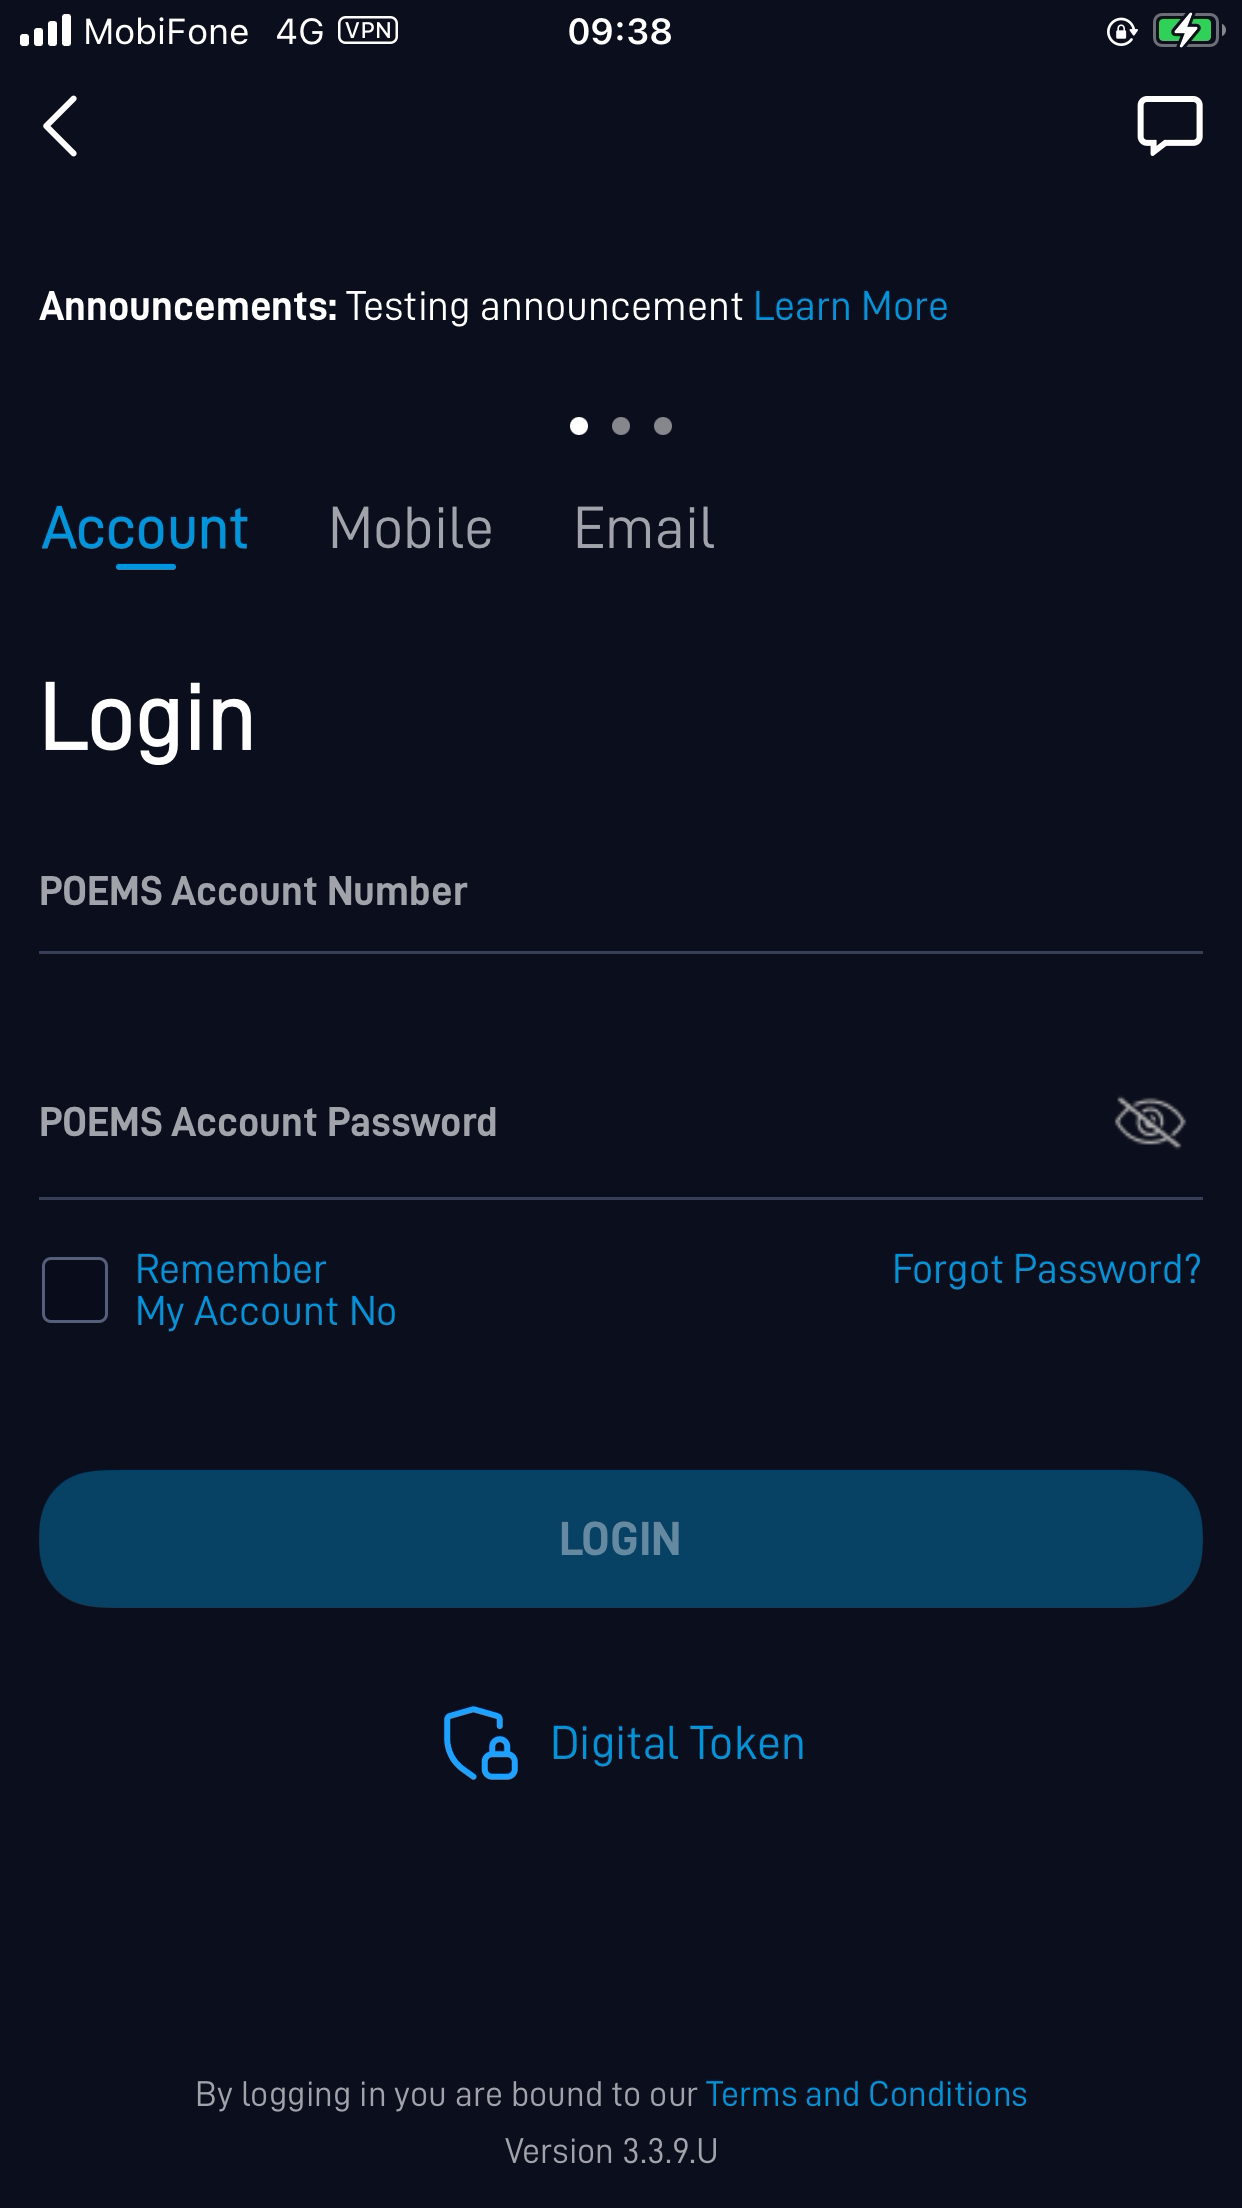 MobiFone 4G VPN 09:38
Announcements: Testing announcement Learn More
Account Mobile Email
Login
POEMS Account Number
POEMS Account Password
Remember
My Account No
Forgot Password?
LOGIN
Digital Token
By logging in you are bound to our Terms and Conditions
Version 3.3.9.U